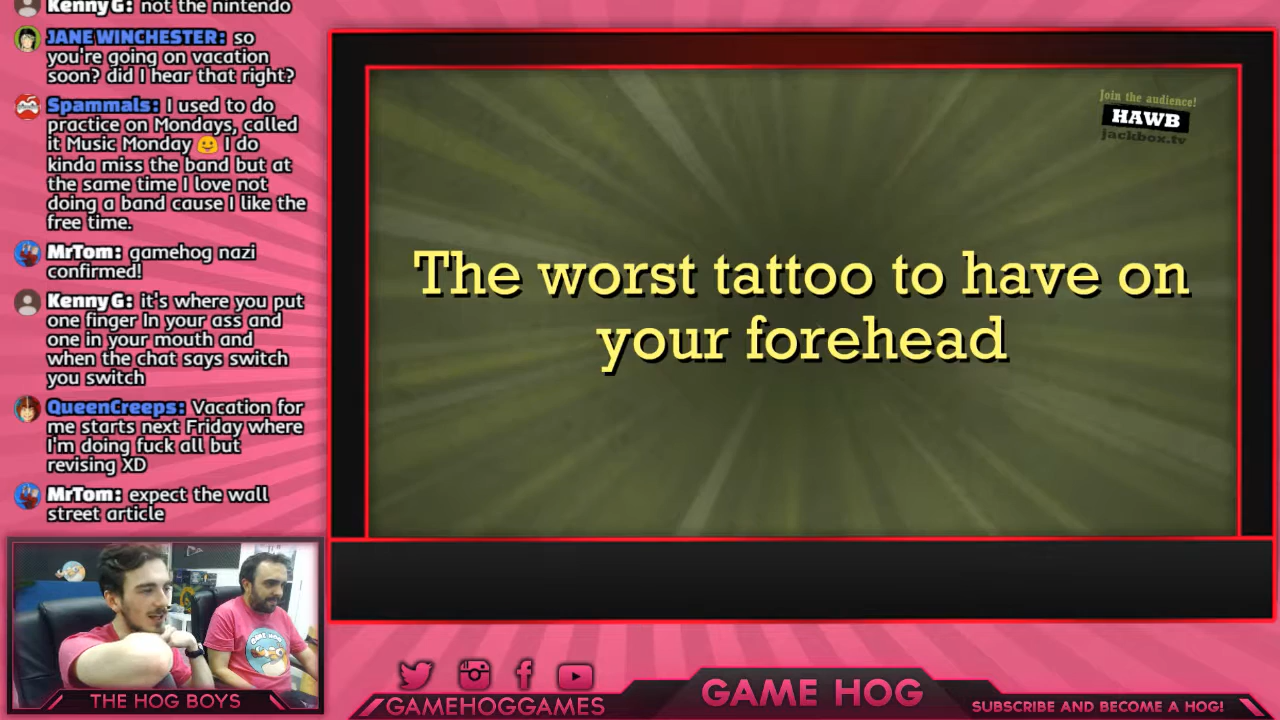 KennyG: not the nintendo
JANE WINCHESTER: so
you're going on vacation
soon? did I hear that right?
Spammals: I used to do
practice on Mondays, called
it Music Monday 🙂 I do
kinda miss the band but at
the same time I love not
doing a band cause I like the
free time.
MrTom: gamehog nazi
confirmed!
KennyG: it's where you put
one finger In your ass and
one in your mouth and
when the chat says switch
you switch
QueenCreeps: Vacation for
me starts next Friday where
I'm doing fuck all but
revising XD
MrTom: expect the wall
street article
Join the audience!
HAWB
jackbox.tv
The worst tattoo to have on
your forehead
GAME HOG
THE HOG BOYS
GAMEHOGGAMES
GAME HOG
SUBSCRIBE AND BECOME A HOG!